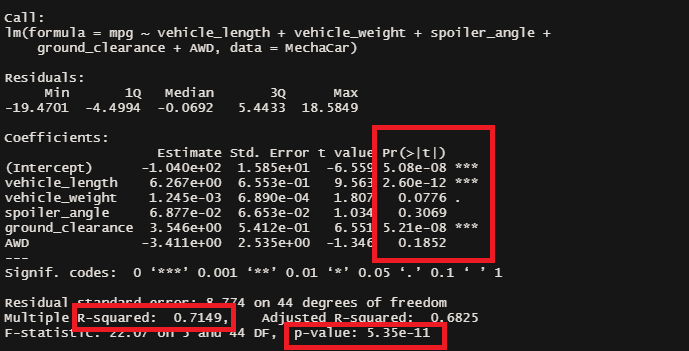 Call:
lm(formula = mpg ~ vehicle_length + vehicle_weight + spoiler_angle +
ground_clearance + AWD, data = MechaCar)
Residuals:
Min 1Q Median 3Q Max
-19.4701 -4.4994 -0.0692 5.4433 18.5849
Coefficients:
Estimate Std. Error t value Pr(>|t|)
(Intercept) -1.040e+02 1.585e+01 -6.559 5.08e-08 ***
vehicle_length 6.267e+00 6.553e-01 9.563 2.60e-12 ***
vehicle_weight 1.245e-03 6.890e-04 1.807 0.0776 .
spoiler_angle 6.877e-02 6.653e-02 1.034 0.3069
ground_clearance 3.546e+00 5.412e-01 6.551 5.21e-08 ***
AWD -3.411e+00 2.535e+00 -1.346 0.1852
---
Signif. codes: 0 ‘***’ 0.001 ‘**’ 0.01 ‘*’ 0.05 ‘.’ 0.1 ‘ ’ 1
Residual standard error: 8.774 on 44 degrees of freedom
Multiple R-squared: 0.7149, Adjusted R-squared: 0.6825
F-statistic: 22.07 on 5 and 44 DF, p-value: 5.35e-11